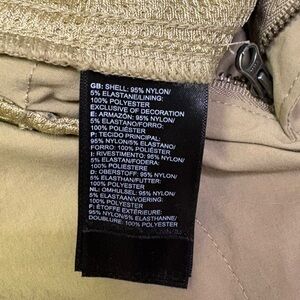 GB: SHELL: 95% NYLON/
5% ELASTANE/LINING:
100% POLYESTER
EXCLUSIVE OF DECORATION
E: ARMAZÓN: 95% NYLON/
5% ELASTANO/FORRO:
100% POLIÉSTER
P: TECIDO PRINCIPAL:
95% NYLON/5% ELASTANO/
FORRO: 100% POLIÉSTER
I: RIVESTIMENTO: 95% NYLON/
5% ELASTAN/FODERA:
100% POLIESTERE
D: OBERSTOFF: 95% NYLON/
5% ELASTHAN/FUTTER:
100% POLYESTER
NL: OMHULSEL: 95% NYLON/
5% ELASTAAN/VOERING:
100% POLYESTER
F: ÉTOFFE EXTÉRIEURE:
95% NYLON/5% ÉLASTHANNE/
DOUBLURE: 100% POLYESTER